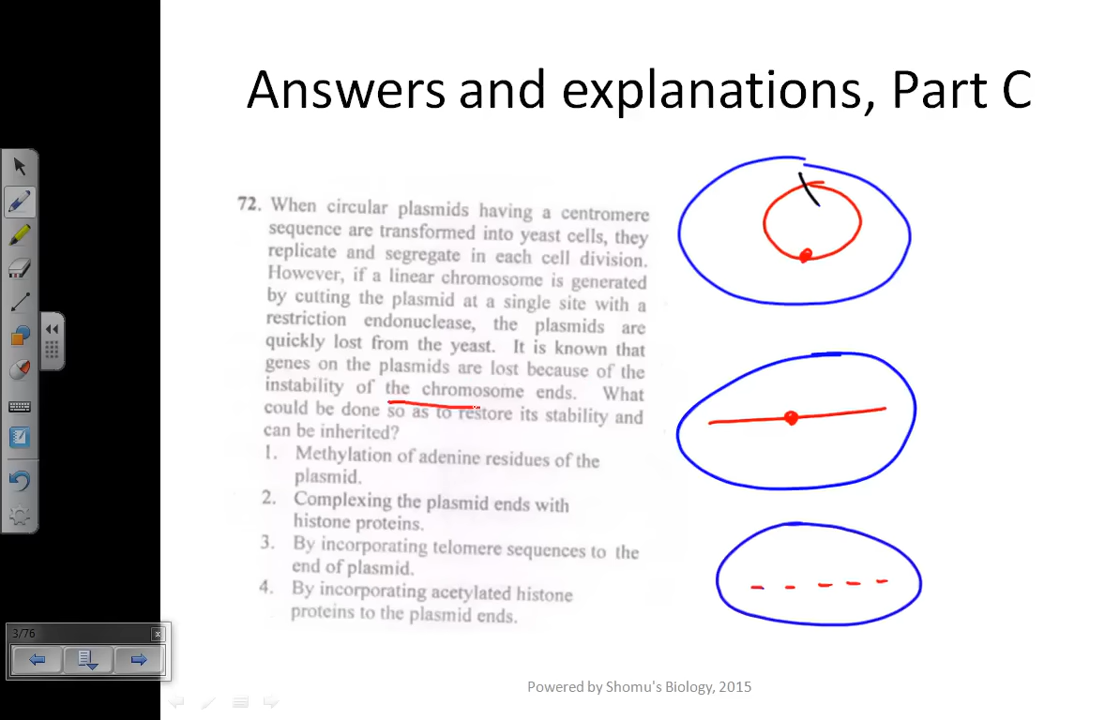 Answers and explanations, Part C
72. When circular plasmids having a centromere
sequence are transformed into yeast cells, they
replicate and segregate in each cell division.
However, if a linear chromosome is generated
by cutting the plasmid at a single site with a
restriction endonuclease, the plasmids are
quickly lost from the yeast. It is known that
genes on the plasmids are lost because of the
instability of the chromosome ends. What
could be done so as to restore its stability and
can be inherited?
1. Methylation of adenine residues of the
plasmid.
2. Complexing the plasmid ends with
histone proteins.
3. By incorporating telomere sequences to the
end of plasmid.
4. By incorporating acetylated histone
proteins to the plasmid ends.
3/76
x
Powered by Shomu's Biology, 2015